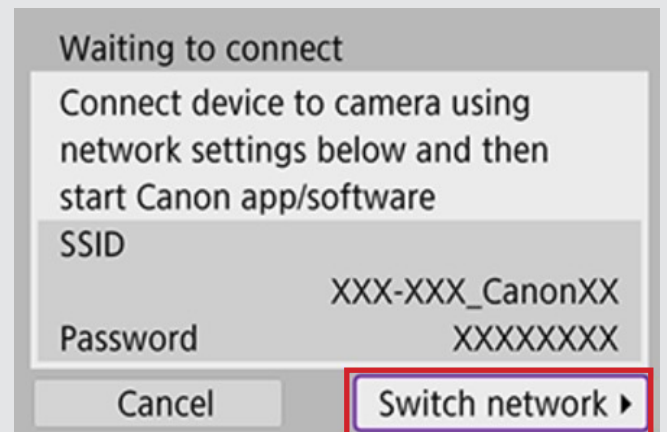 Waiting to connect
Connect device to camera using
network settings below and then
start Canon app/software
SSID
XXX-XXX_CanonXX
Password XXXXXXXX
Cancel Switch network ▸